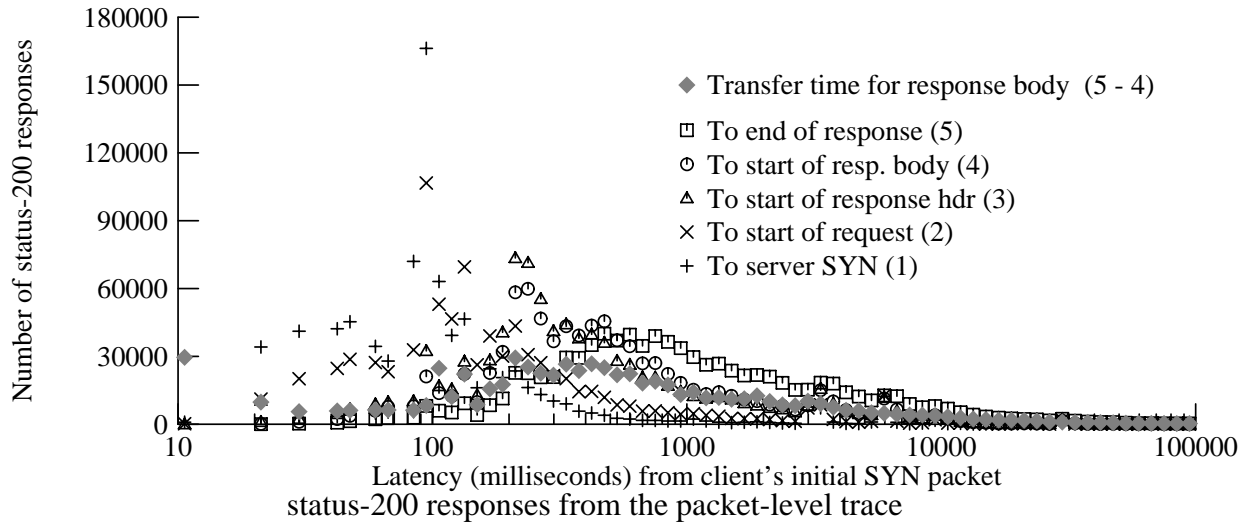 180000
150000
120000
90000
60000
30000
0
Number of status-200 responses
Transfer time for response body (5 - 4)
To end of response (5)
To start of resp. body (4)
To start of response hdr (3)
To start of request (2)
To server SYN (1)
10
100
1000
10000
100000
Latency (milliseconds) from client's initial SYN packet
status-200 responses from the packet-level trace